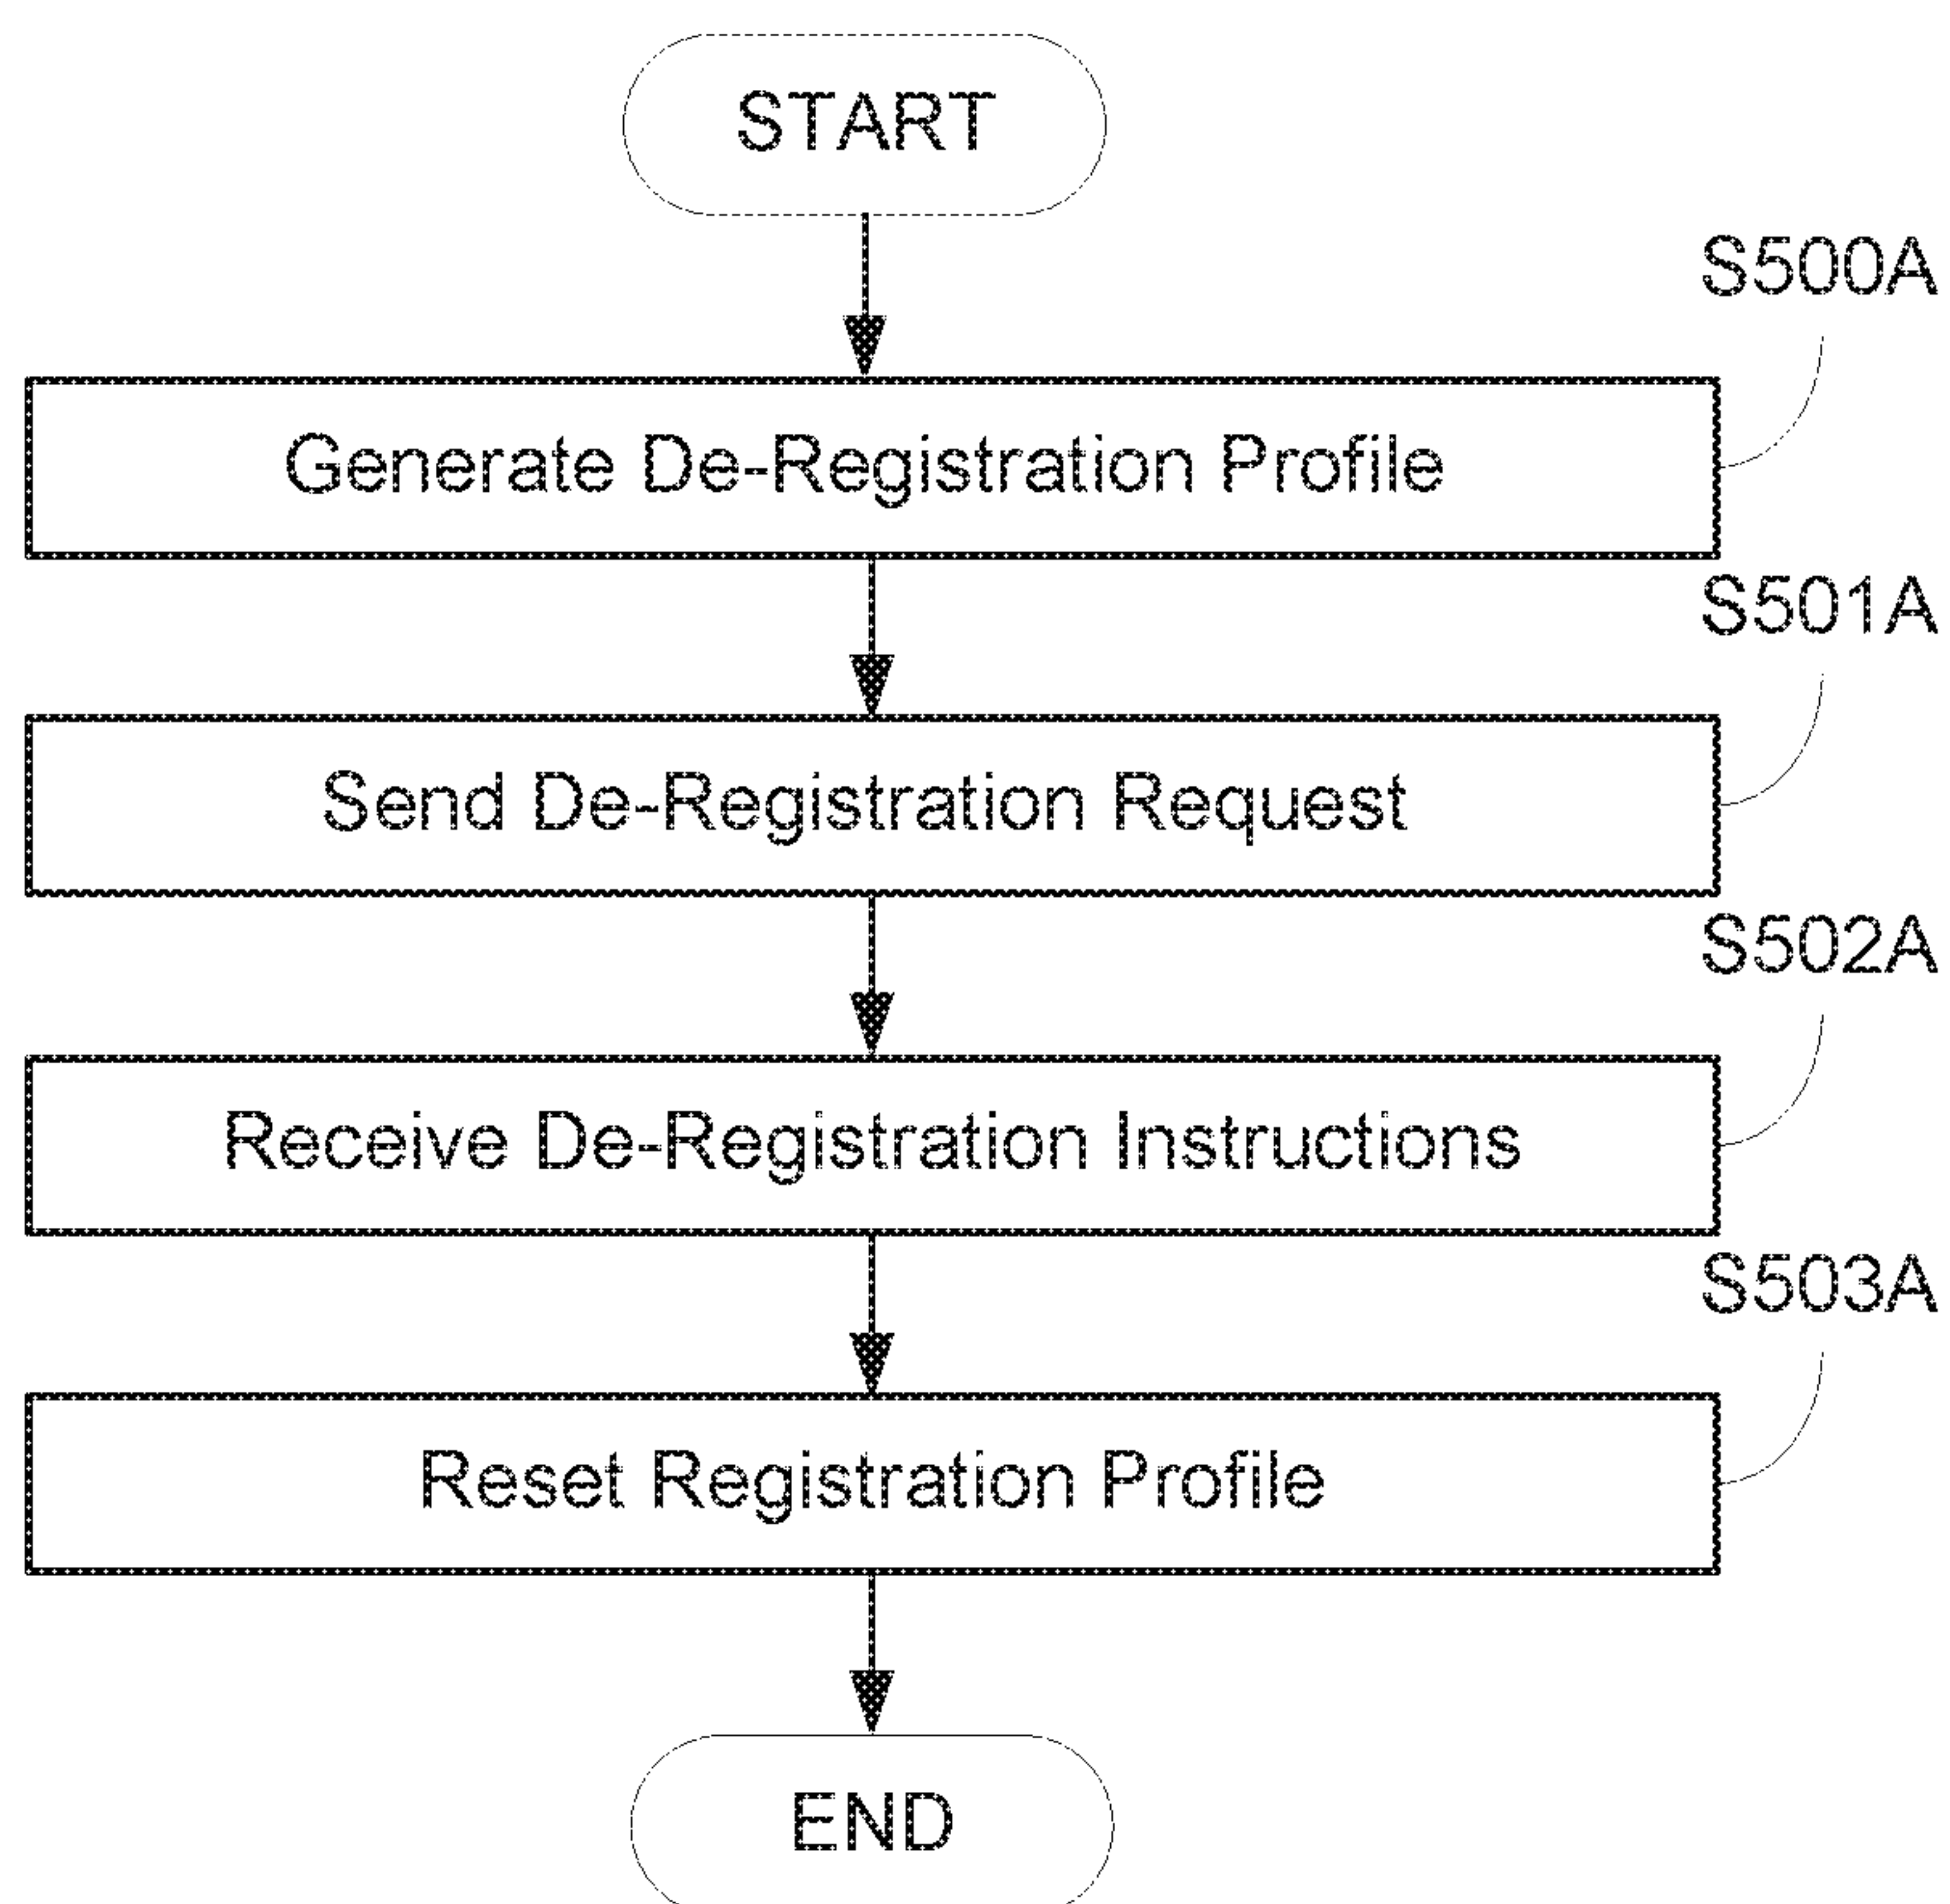 START
S500A
Generate De-Registration Profile
S501A
Send De-Registration Request
S502A
Receive De-Registration Instructions
S503A
Reset Registration Profile
END